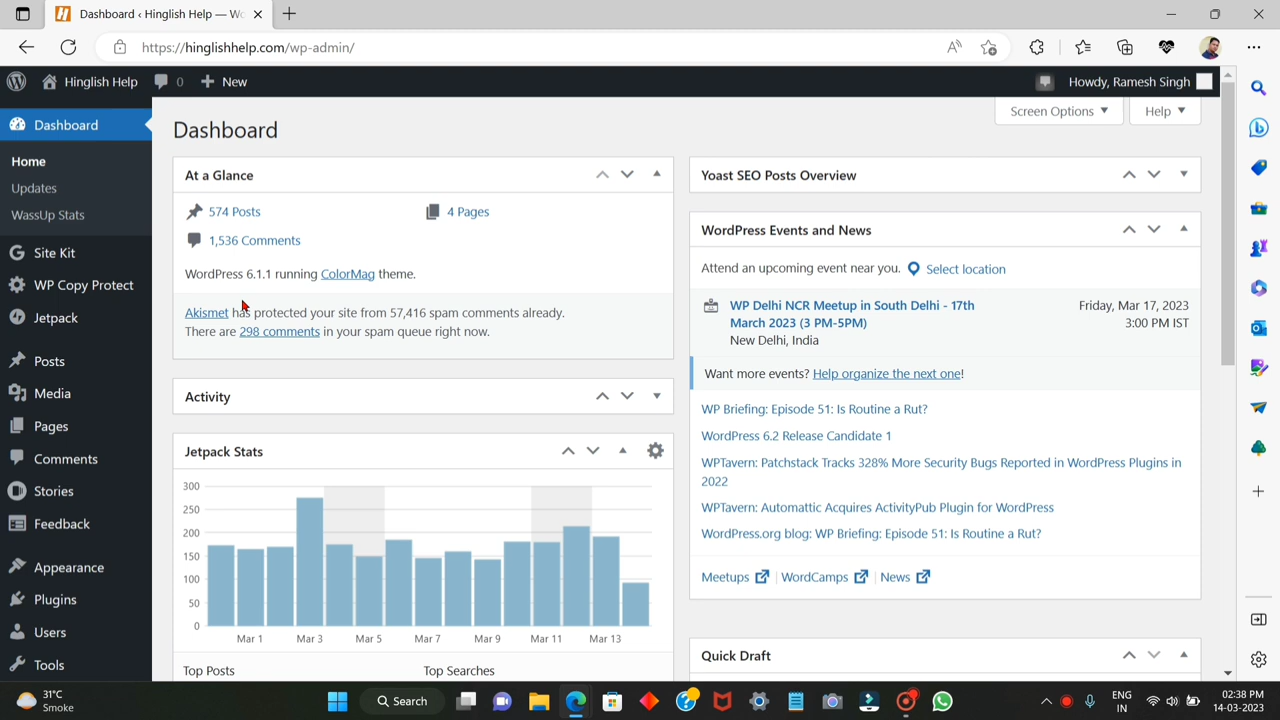 Dashboard ‹ Hinglish Help — Wo
https://hinglishhelp.com/wp-admin/
Hinglish Help
0
New
Howdy, Ramesh Singh
Dashboard
Home
Updates
WassUp Stats
Site Kit
WP Copy Protect
Jetpack
Posts
Media
Pages
Comments
Stories
Feedback
Appearance
Plugins
Users
Tools
Screen Options
Help
Dashboard
At a Glance
574 Posts
4 Pages
1,536 Comments
WordPress 6.1.1 running ColorMag theme.
Akismet has protected your site from 57,416 spam comments already.
There are 298 comments in your spam queue right now.
Activity
Jetpack Stats
300
250
200
150
100
50
0
Mar 1
Mar 3
Mar 5
Mar 7
Mar 9
Mar 11
Mar 13
Top Posts
Top Searches
Yoast SEO Posts Overview
WordPress Events and News
Attend an upcoming event near you.
Select location
WP Delhi NCR Meetup in South Delhi - 17th
March 2023 (3 PM-5PM)
New Delhi, India
Friday, Mar 17, 2023
3:00 PM IST
Want more events? Help organize the next one!
WP Briefing: Episode 51: Is Routine a Rut?
WordPress 6.2 Release Candidate 1
WPTavern: Patchstack Tracks 328% More Security Bugs Reported in WordPress Plugins in
2022
WPTavern: Automattic Acquires ActivityPub Plugin for WordPress
WordPress.org blog: WP Briefing: Episode 51: Is Routine a Rut?
Meetups
WordCamps
News
Quick Draft
31°C
Smoke
Search
ENG
IN
02:38 PM
14-03-2023